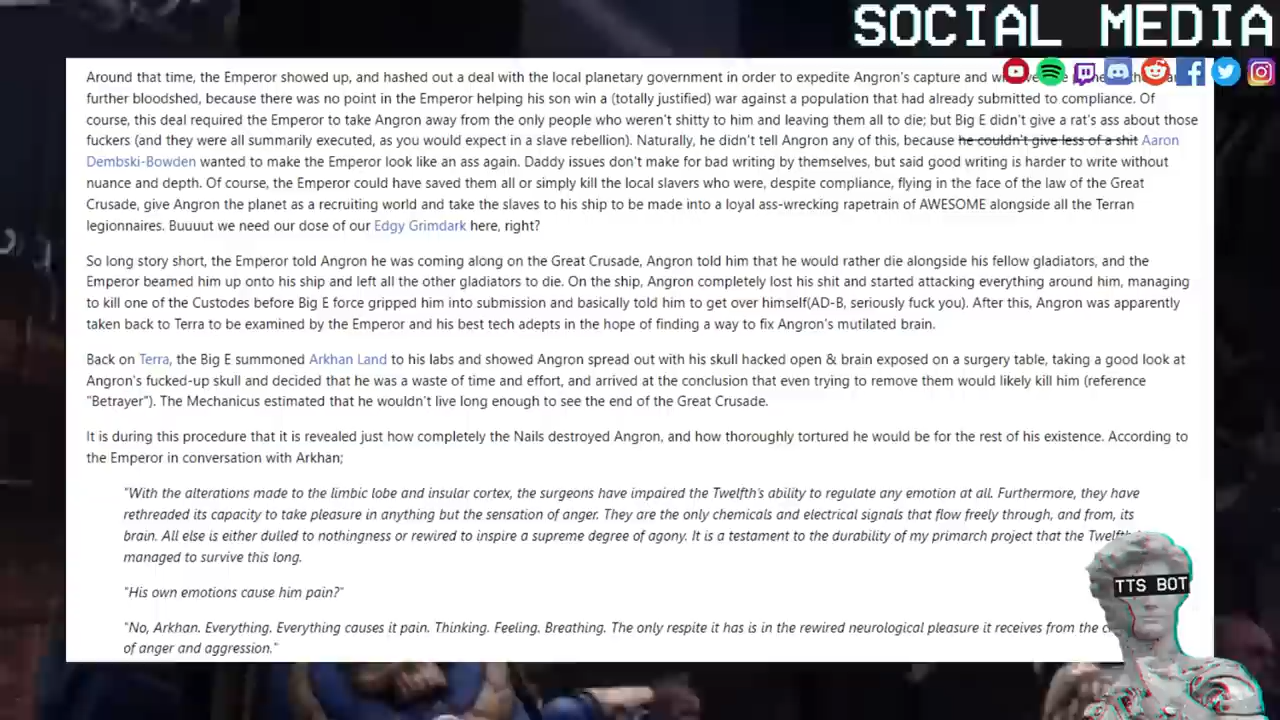 SOCIAL MEDIA
Around that time, the Emperor showed up, and hashed out a deal with the local planetary government in order to expedite Angron's capture and
further bloodshed, because there was no point in the Emperor helping his son win a (totally justified) war against a population that had already submitted to compliance. Of
course, this deal required the Emperor to take Angron away from the only people who weren't shitty to him and leaving them all to die; but Big E didn't give a rat's ass about those
fuckers (and they were all summarily executed, as you would expect in a slave rebellion). Naturally, he didn't tell Angron any of this, because he couldn't give less of a shit Aaron
Dembski-Bowden wanted to make the Emperor look like an ass again. Daddy issues don't make for bad writing by themselves, but said good writing is harder to write without
nuance and depth. Of course, the Emperor could have saved them all or simply kill the local slavers who were, despite compliance, flying in the face of the law of the Great
Crusade, give Angron the planet as a recruiting world and take the slaves to his ship to be made into a loyal ass-wrecking rapetrain of AWESOME alongside all the Terran
legionnaires. Buuuut we need our dose of our Edgy Grimdark here, right?
So long story short, the Emperor told Angron he was coming along on the Great Crusade, Angron told him that he would rather die alongside his fellow gladiators, and the
Emperor beamed him up onto his ship and left all the other gladiators to die. On the ship, Angron completely lost his shit and started attacking everything around him, managing
to kill one of the Custodes before Big E force gripped him into submission and basically told him to get over himself(AD-B, seriously fuck you). After this, Angron was apparently
taken back to Terra to be examined by the Emperor and his best tech adepts in the hope of finding a way to fix Angron's mutilated brain.
Back on Terra, the Big E summoned Arkhan Land to his labs and showed Angron spread out with his skull hacked open & brain exposed on a surgery table, taking a good look at
Angron's fucked-up skull and decided that he was a waste of time and effort, and arrived at the conclusion that even trying to remove them would likely kill him (reference
"Betrayer"). The Mechanicus estimated that he wouldn't live long enough to see the end of the Great Crusade.
It is during this procedure that it is revealed just how completely the Nails destroyed Angron, and how thoroughly tortured he would be for the rest of his existence. According to
the Emperor in conversation with Arkhan;
"With the alterations made to the limbic lobe and insular cortex, the surgeons have impaired the Twelfth's ability to regulate any emotion at all. Furthermore, they have
rethreaded its capacity to take pleasure in anything but the sensation of anger. They are the only chemicals and electrical signals that flow freely through, and from, its
brain. All else is either dulled to nothingness or rewired to inspire a supreme degree of agony. It is a testament to the durability of my primarch project that the Twelfth
managed to survive this long.
"His own emotions cause him pain?"
"No, Arkhan. Everything. Everything causes it pain. Thinking. Feeling. Breathing. The only respite it has is in the rewired neurological pleasure it receives from the
of anger and aggression."
TTS BOT